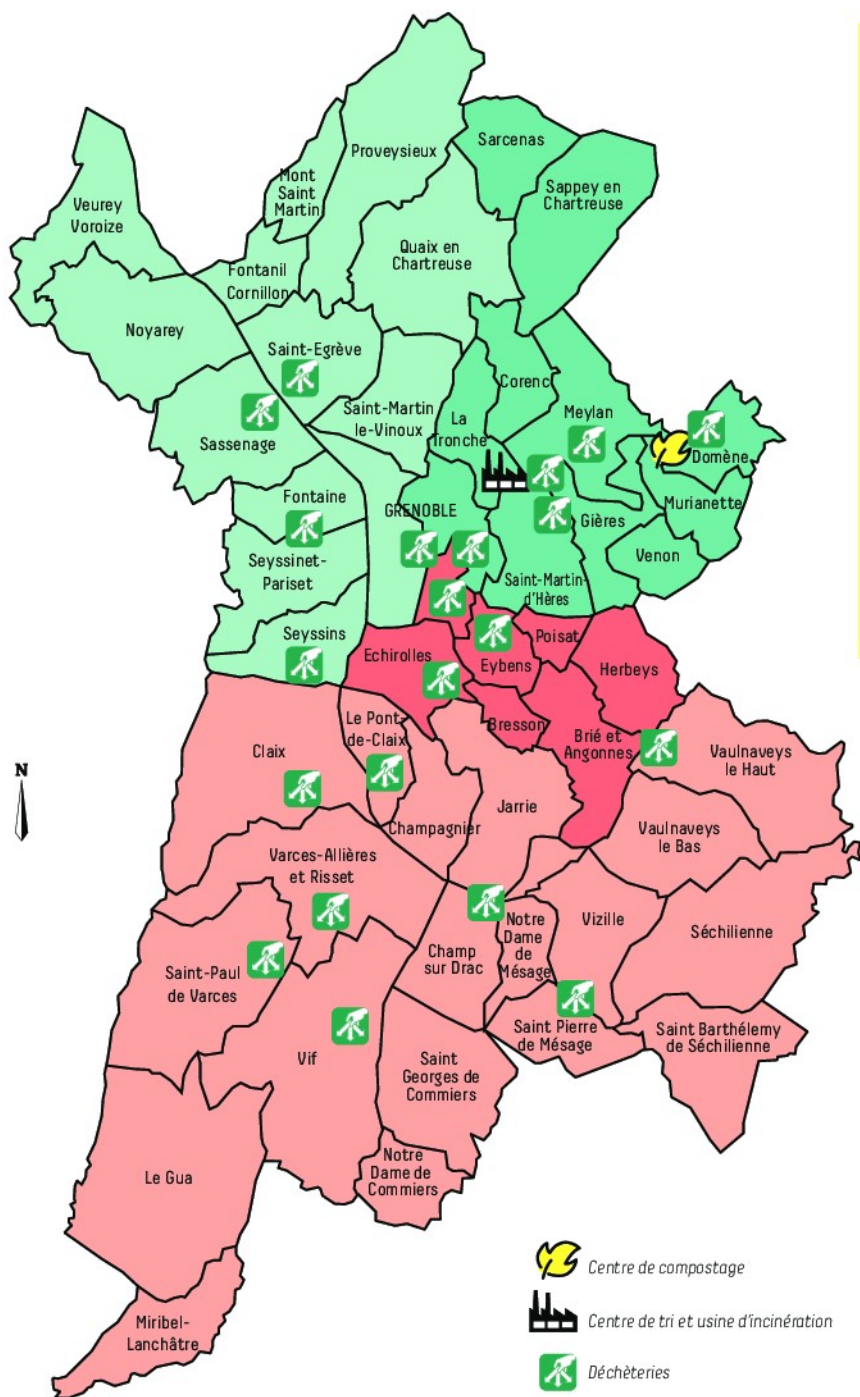 Sarcenas
Proveysieux
Sappey en
Chartreuse
Mont
Saint
Martin
Veurey
Voroize
Quaix en
Chartreuse
Fontanil
Cornillon
Noyarey
Saint-Egrève
Corenc
Saint-Martin
le-Vinoux
La
Tronche
Meylan
Sassenage
Domène
Fontaine
GRENOBLE
Murianette
Gières
Seyssinet-
Pariset
Venon
Saint-Martin-
d'Hères
Seyssins
Echirolles
Poisat
Eybens
Herbeys
Le Pont-
de-Claix
Bresson
Brié et
Angonnes
Claix
Vaulnaveys
le Haut
N
Jarrie
Champagnier
Vaulnaveys
le Bas
Varces-Allières
et Risset
Notre
Dame
de
Mésage
Vizille
Séchilienne
Champ
sur Drac
Saint-Paul
de Varces
Saint Pierre
de Mésage
Saint Barthélemy
de Séchilienne
Vif
Saint
Georges de
Commiers
Notre
Dame de
Commiers
Le Gua
Miribel-
Lanchâtre
Centre de compostage
Centre de tri et usine d'incinération
Déchèteries